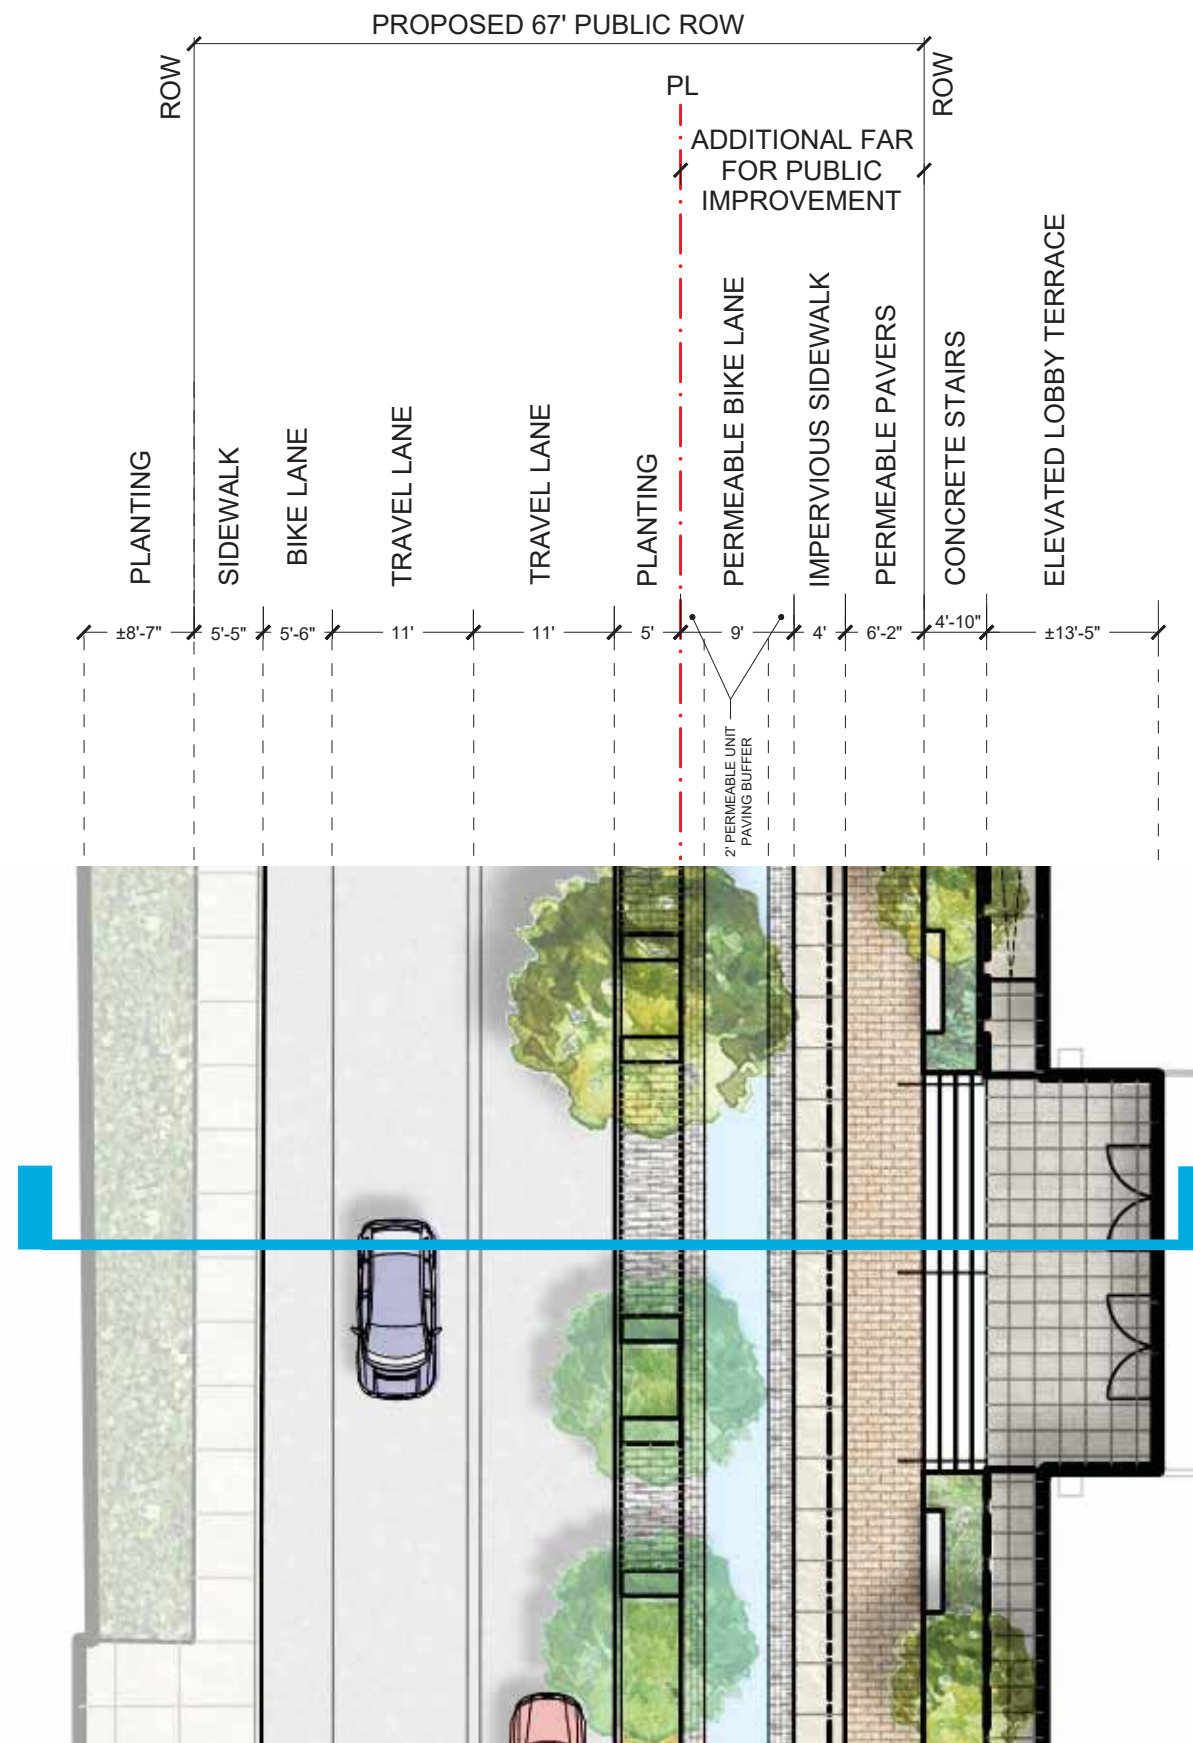 PROPOSED 67' PUBLIC ROW
ROW
PL
ROW
ADDITIONAL FAR
FOR PUBLIC
IMPROVEMENT
PLANTING
SIDEWALK
BIKE LANE
TRAVEL LANE
TRAVEL LANE
PLANTING
PERMEABLE BIKE LANE
IMPERVIOUS SIDEWALK
PERMEABLE PAVERS
CONCRETE STAIRS
ELEVATED LOBBY TERRACE
±8'-7"
5'-5"
5'-6"
11'
11'
5'
9'
4'
6'-2"
4'-10"
±13'-5"
2' PERMEABLE UNIT
PAVING BUFFER